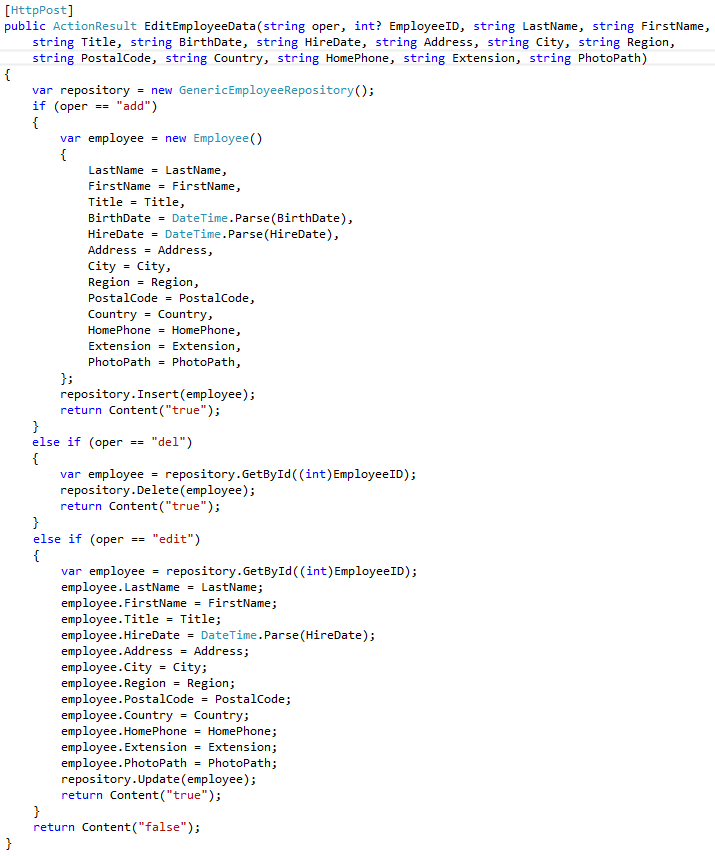 [HttpPost]
public ActionResult EditEmployeeData(string oper, int? EmployeeID, string LastName, string FirstName,
    string Title, string BirthDate, string HireDate, string Address, string City, string Region,
    string PostalCode, string Country, string HomePhone, string Extension, string PhotoPath)
{
    var repository = new GenericEmployeeRepository();
    if (oper == "add")
    {
        var employee = new Employee()
        {
            LastName = LastName,
            FirstName = FirstName,
            Title = Title,
            BirthDate = DateTime.Parse(BirthDate),
            HireDate = DateTime.Parse(HireDate),
            Address = Address,
            City = City,
            Region = Region,
            PostalCode = PostalCode,
            Country = Country,
            HomePhone = HomePhone,
            Extension = Extension,
            PhotoPath = PhotoPath,
        };
        repository.Insert(employee);
        return Content("true");
    }
    else if (oper == "del")
    {
        var employee = repository.GetById((int)EmployeeID);
        repository.Delete(employee);
        return Content("true");
    }
    else if (oper == "edit")
    {
        var employee = repository.GetById((int)EmployeeID);
        employee.LastName = LastName;
        employee.FirstName = FirstName;
        employee.Title = Title;
        employee.HireDate = DateTime.Parse(HireDate);
        employee.Address = Address;
        employee.City = City;
        employee.Region = Region;
        employee.PostalCode = PostalCode;
        employee.Country = Country;
        employee.HomePhone = HomePhone;
        employee.Extension = Extension;
        employee.PhotoPath = PhotoPath;
        repository.Update(employee);
        return Content("true");
    }
    return Content("false");
}